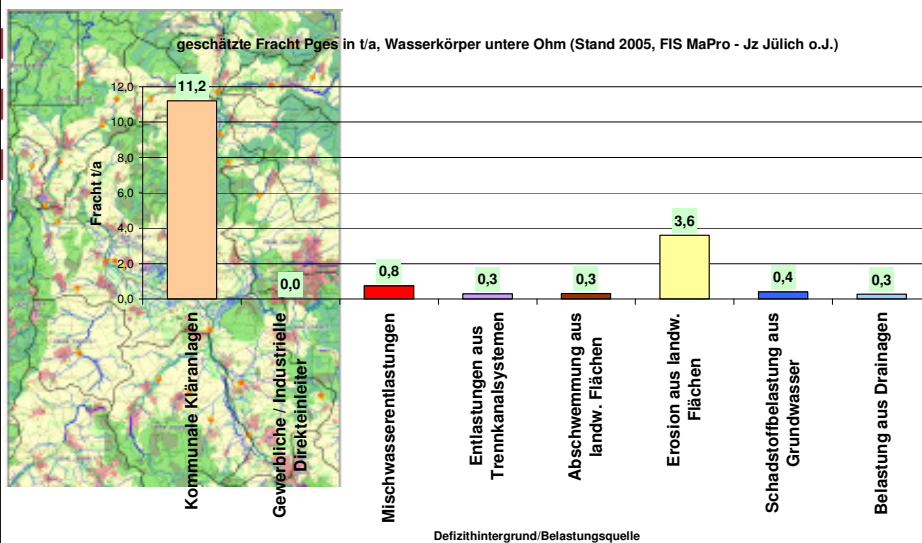 geschätzte Fracht Pges in t/a, Wasserkörper untere Ohm (Stand 2005, FIS MaPro - Jz Jülich o.J.)
Fracht t/a
12,0
10,0
8,0
6,0
4,0
2,0
0,0
11,2
0,0
0,8
0,3
0,3
3,6
0,4
0,3
Kommunale Kläranlagen
Gewerbliche / Industrielle
Direkteinleiter
Mischwasserentlastungen
Entlastungen aus
Trennkanalsystemen
Abschwemmung aus
landw. Flächen
Erosion aus landw.
Flächen
Schadstoffbelastung aus
Grundwasser
Belastung aus Drainagen
Defizithintergrund/Belastungsquelle